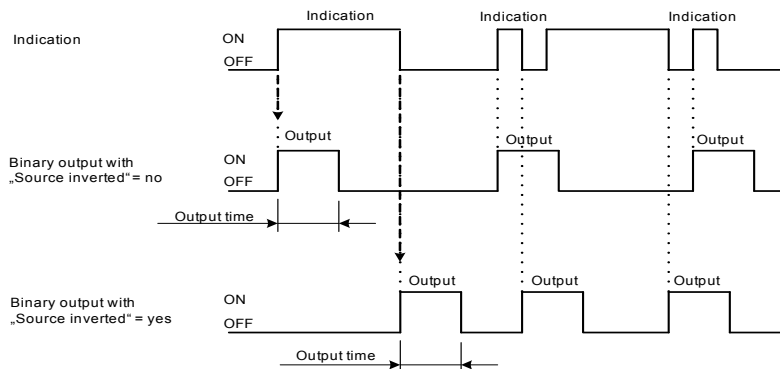 Indication Indication Indication
Indication ON
OFF
Output Output Output
Binary output with ON
„Source inverted“ = no OFF
Output time
Output Output Output
Binary output with ON
„Source inverted“ = yes OFF
Output time